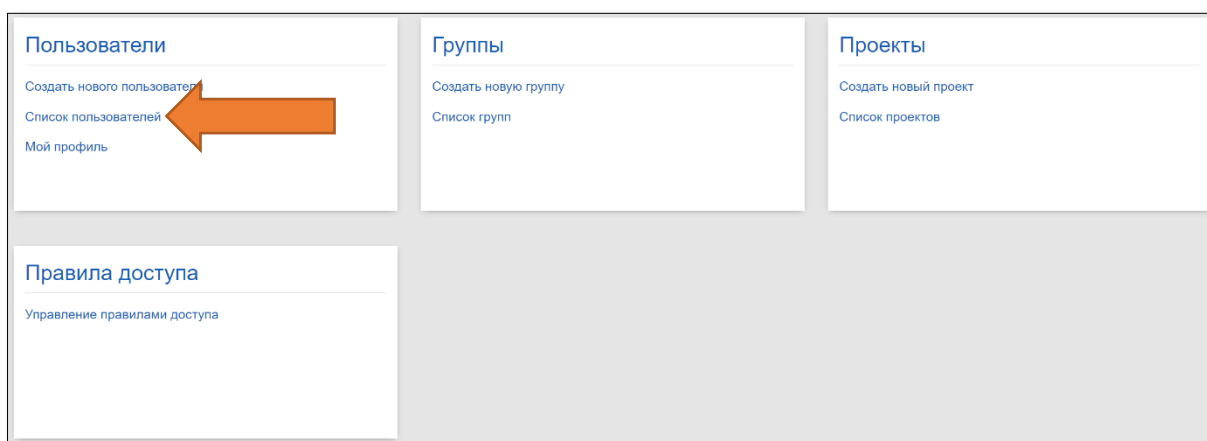 Пользователи
Создать нового пользователя
Список пользователей
Мой профиль
Группы
Создать новую группу
Список групп
Проекты
Создать новый проект
Список проектов
Правила доступа
Управление правилами доступа